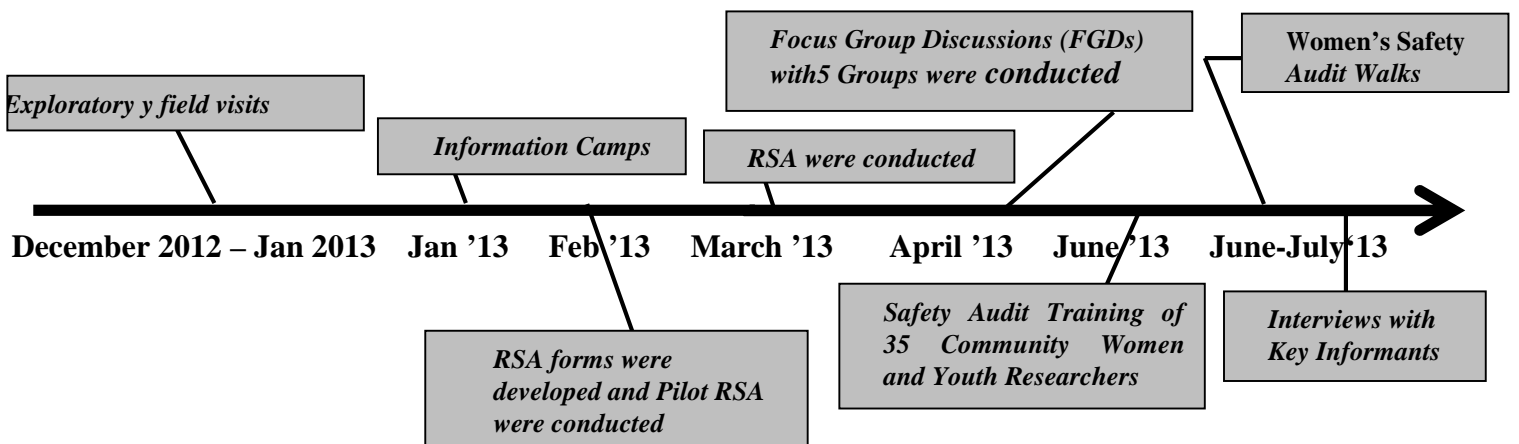 Focus Group Discussions (FGDs)
with5 Groups were conducted
Women’s Safety
Audit Walks
Exploratory y field visits
Information Camps
RSA were conducted
December 2012 – Jan 2013 Jan ’13 Feb ’13 March ’13 April ’13 June ’13 June-July‘13
RSA forms were
developed and Pilot RSA
were conducted
Safety Audit Training of
35 Community Women
and Youth Researchers
Interviews with
Key Informants